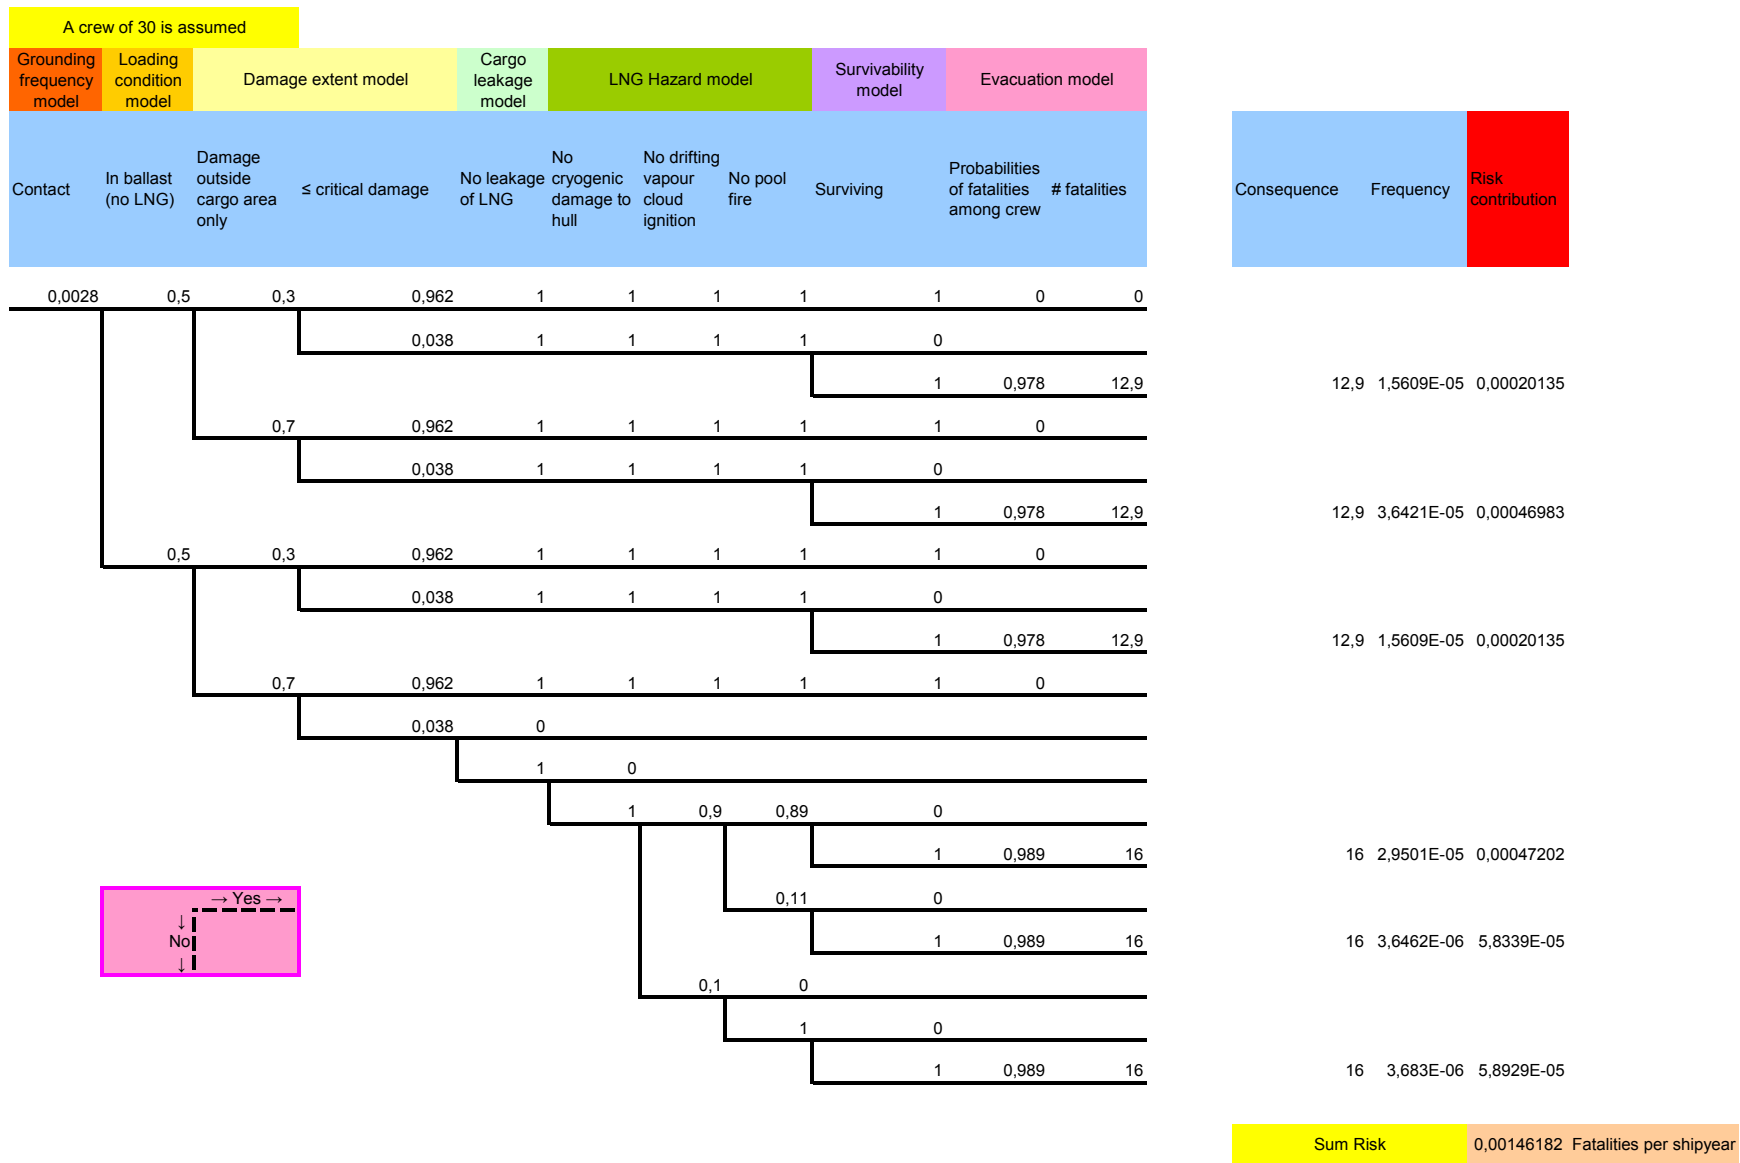 A crew of 30 is assumed
Grounding frequency model
Loading condition model
Damage extent model
Cargo leakage model
LNG Hazard model
Survivability model
Evacuation model
Contact
In ballast (no LNG)
Damage outside cargo area only
≤ critical damage
No leakage of LNG
No cryogenic damage to hull
No drifting vapour cloud ignition
No pool fire
Surviving
Probabilities of fatalities among crew
# fatalities
Consequence
Frequency
Risk contribution
0,0028 0,5 0,3 0,962 1 1 1 1 1 0 0
0,038 1 1 1 1 0
1 0,978 12,9 12,9 1,5609E-05 0,00020135
0,7 0,962 1 1 1 1 1 0
0,038 1 1 1 1 0
1 0,978 12,9 12,9 3,6421E-05 0,00046983
0,5 0,3 0,962 1 1 1 1 1 0
0,038 1 1 1 1 0
1 0,978 12,9 12,9 1,5609E-05 0,00020135
0,7 0,962 1 1 1 1 1 0
0,038 0
1 0
1 0,9 0,89 0
1 0,989 16 16 2,9501E-05 0,00047202
→ Yes → 0,11 0
↓
No 1 0,989 16 16 3,6462E-06 5,8339E-05
↓
0,1 0
1 0
1 0,989 16 16 3,683E-06 5,8929E-05
Sum Risk 0,00146182 Fatalities per shipyear